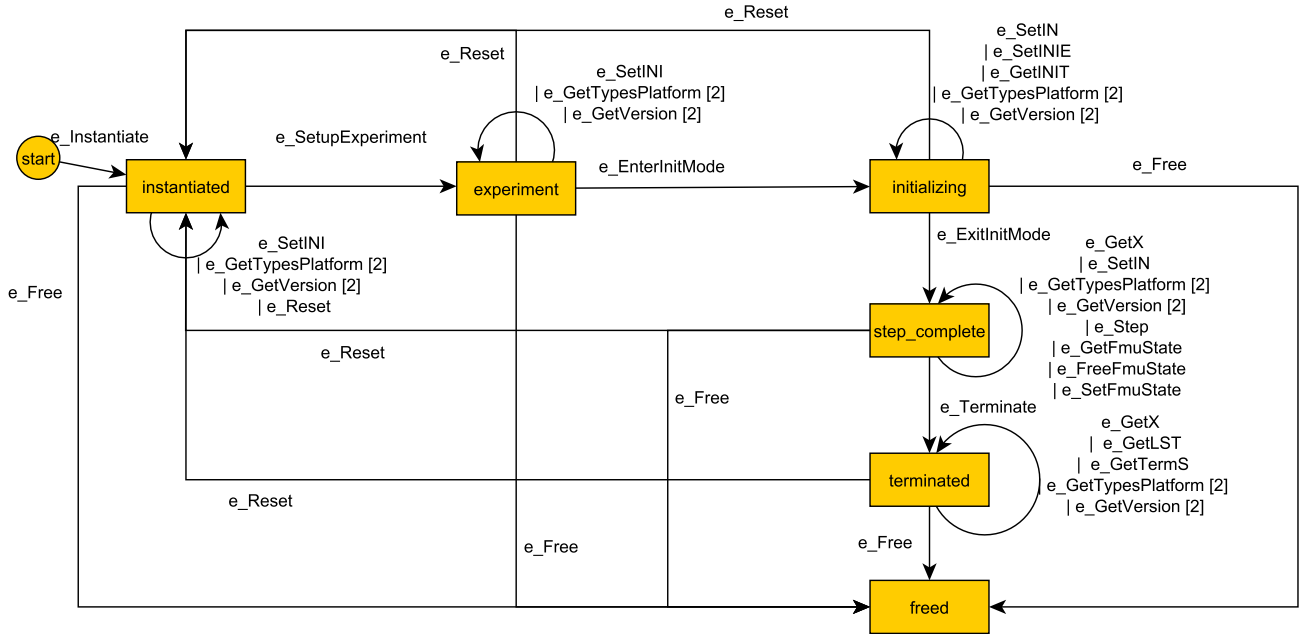 e_Reset
e_SetIN
| e_SetINIE
| e_GetINIT
| e_GetTypesPlatform [2]
| e_GetVersion [2]
e_Reset
e_SetINI
| e_GetTypesPlatform [2]
| e_GetVersion [2]
e_Instantiate
e_SetupExperiment
start
instantiated
experiment
e_EnterInitMode
initializing
e_Free
e_SetINI
| e_GetTypesPlatform [2]
| e_GetVersion [2]
| e_Reset
e_ExitInitMode
e_GetX
| e_SetIN
| e_GetTypesPlatform [2]
| e_GetVersion [2]
| e_Step
| e_GetFmuState
| e_FreeFmuState
| e_SetFmuState
e_Free
step_complete
e_Reset
e_Free
e_Terminate
e_GetX
| e_GetLST
| e_GetTermS
| e_GetTypesPlatform [2]
| e_GetVersion [2]
terminated
e_Reset
e_Free
e_Free
freed